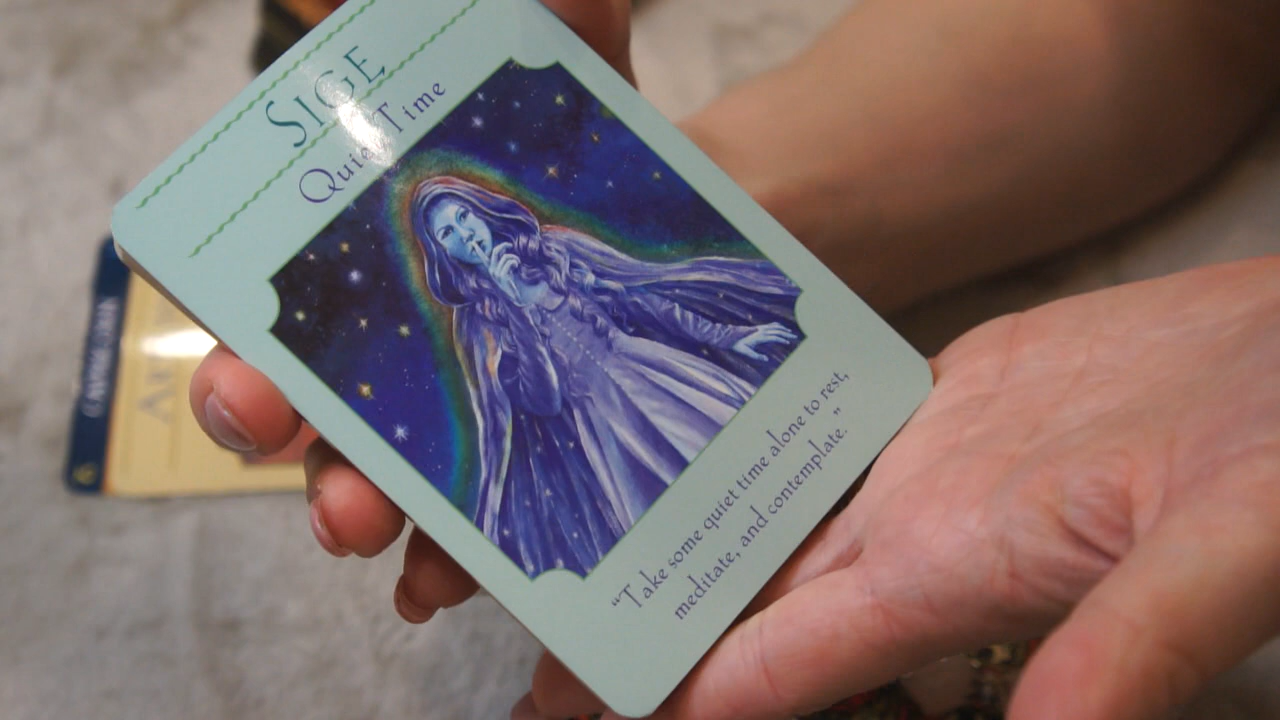 SIGE
Quiet Time
“Take some quiet time alone to rest,
meditate, and contemplate.”